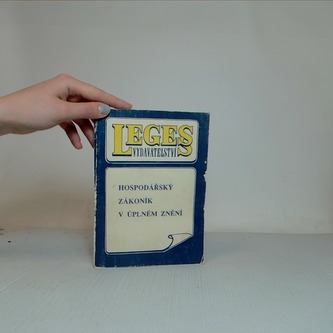 LEGES
VYDAVATELSTVÍ
HOSPODÁŘSKÝ
ZÁKONÍK
V ÚPLNÉM ZNĚNÍ